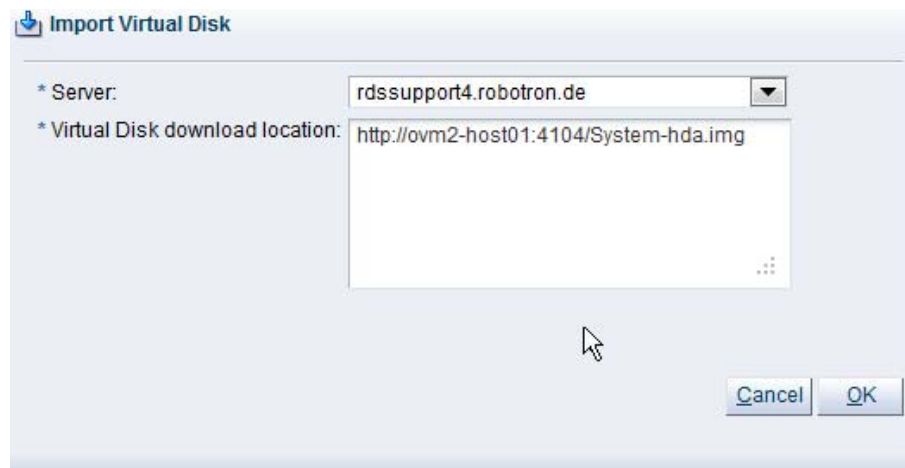 Import Virtual Disk
* Server: rdssupport4.robotron.de
* Virtual Disk download location: http://ovm2-host01:4104/System-hda.img
Cancel OK